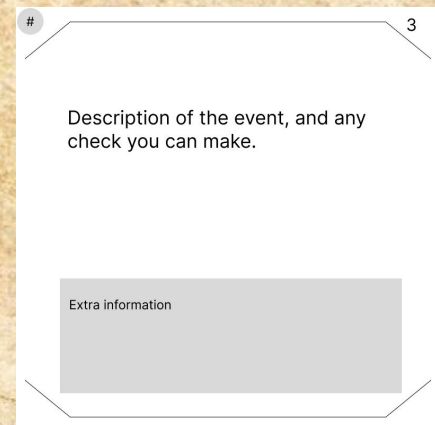 #
3
Description of the event, and any
check you can make.
Extra information